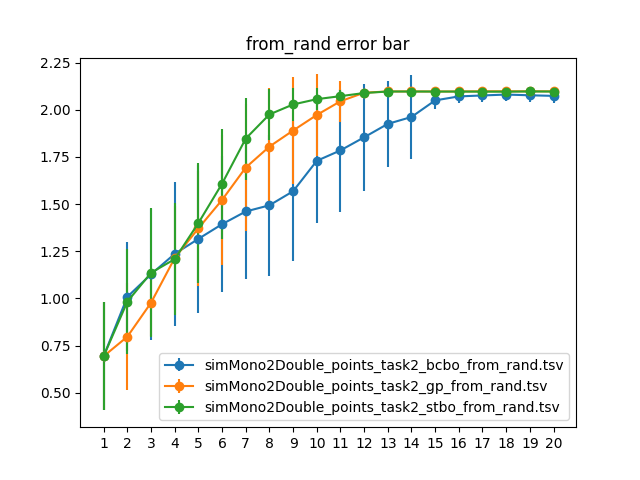 from_rand error bar
2.25
2.00
1.75
1.50
1.25
1.00
0.75
0.50
simMono2Double_points_task2_bcbo_from_rand.tsv
simMono2Double_points_task2_gp_from_rand.tsv
simMono2Double_points_task2_stbo_from_rand.tsv
1 2 3 4 5 6 7 8 9 10 11 12 13 14 15 16 17 18 19 20